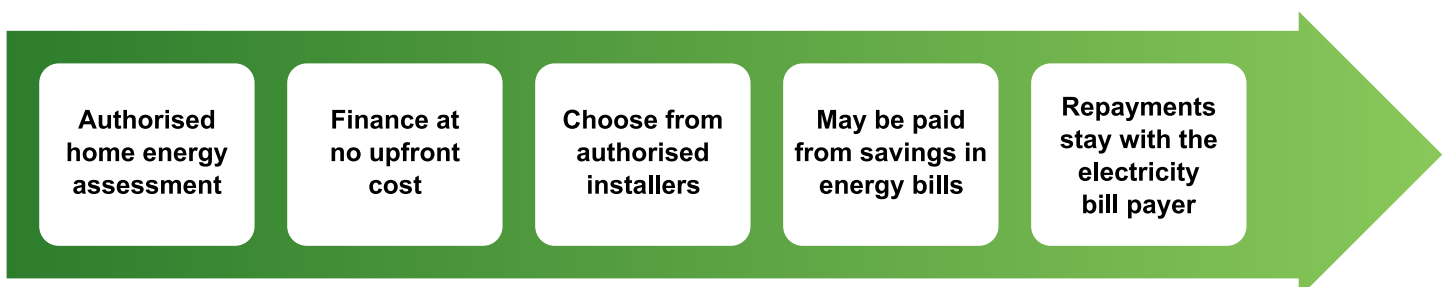 Authorised
home energy
assessment
Finance at
no upfront
cost
Choose from
authorised
installers
May be paid
from savings in
energy bills
Repayments
stay with the
electricity
bill payer